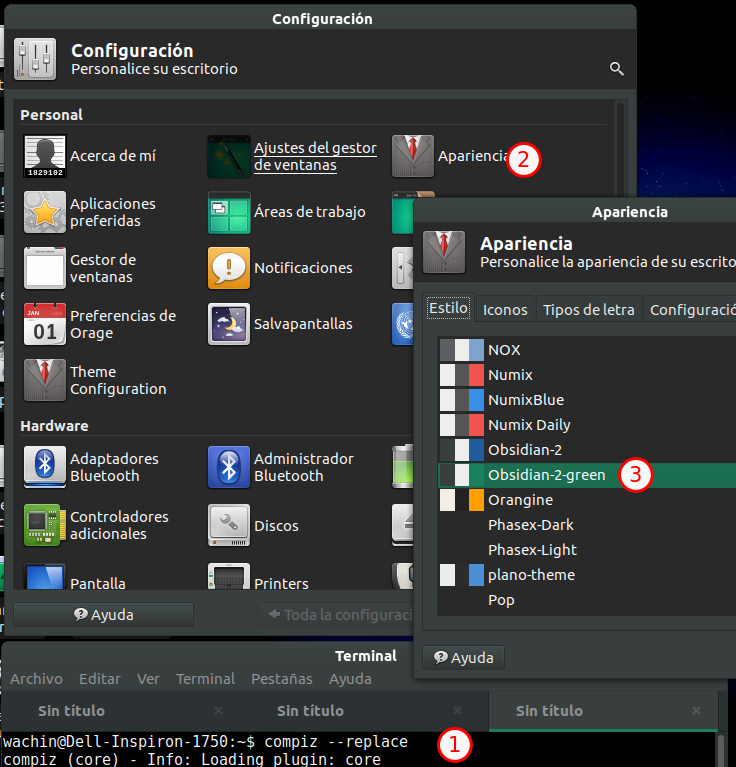 Configuración
Configuración
Personalice su escritorio
Personal
Acerca de mí
Ajustes del gestor
de ventanas
Apariencia
2
Aplicaciones
preferidas
Áreas de trabajo
Gestor de
ventanas
Notificaciones
JAN
JAN
01
Preferencias de
Orage
Salvapantallas
Theme
Configuration
1829102
Hardware
Adaptadores
Bluetooth
Administrador
Bluetooth
Controladores
adicionales
Discos
Pantalla
Printers
Ayuda
Toda la configuraci
Apariencia
Apariencia
Personalice la apariencia de su escrito
Estilo
Iconos
Tipos de letra
Configuració
NOX
Numix
NumixBlue
Numix Daily
Obsidian-2
Obsidian-2-green
3
Orangine
Phasex-Dark
Phasex-Light
plano-theme
Pop
Ayuda
Terminal
Archivo Editar Ver Terminal Pestañas Ayuda
Sin título × Sin título × Sin título ×
wachin@Dell-Inspiron-1750:~$ compiz --replace
1
compiz (core) - Info: Loading plugin: core